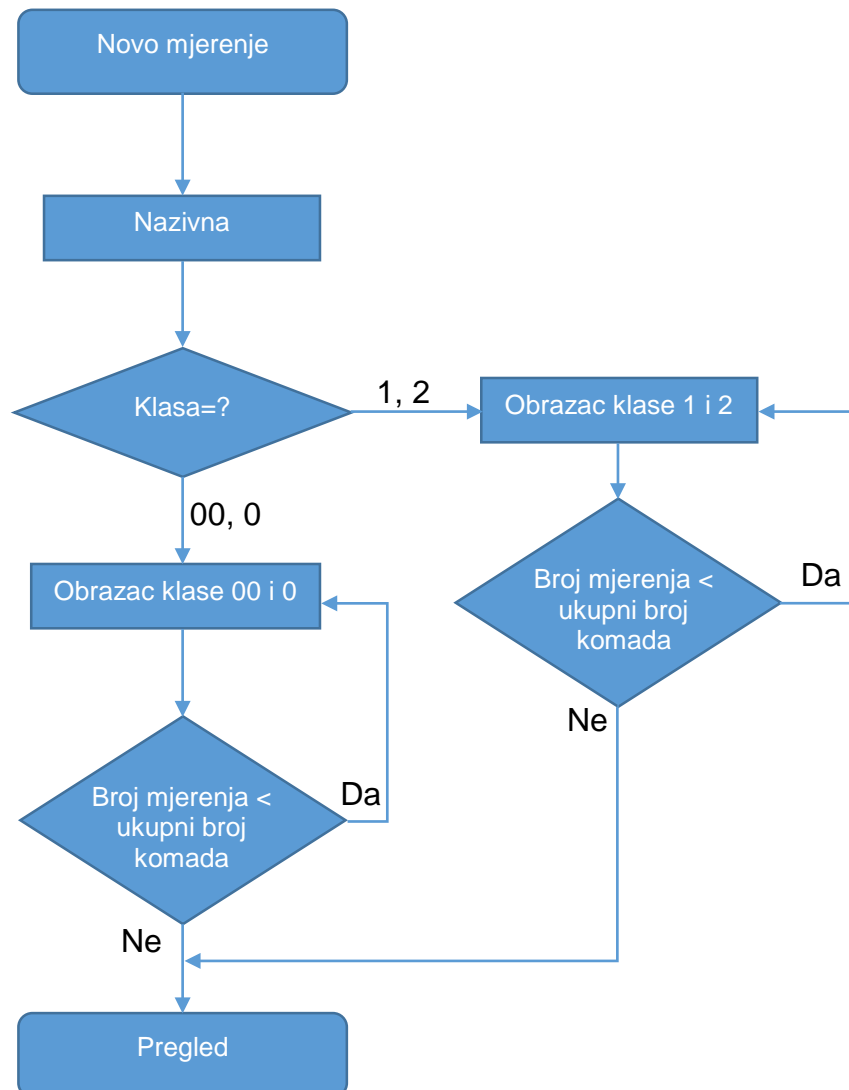 Novo mjerenje
Nazivna
Klasa=?
1, 2
Obrazac klase 1 i 2
00, 0
Obrazac klase 00 i 0
Broj mjerenja <
ukupni broj
komada
Da
Ne
Broj mjerenja <
ukupni broj
komada
Da
Ne
Pregled